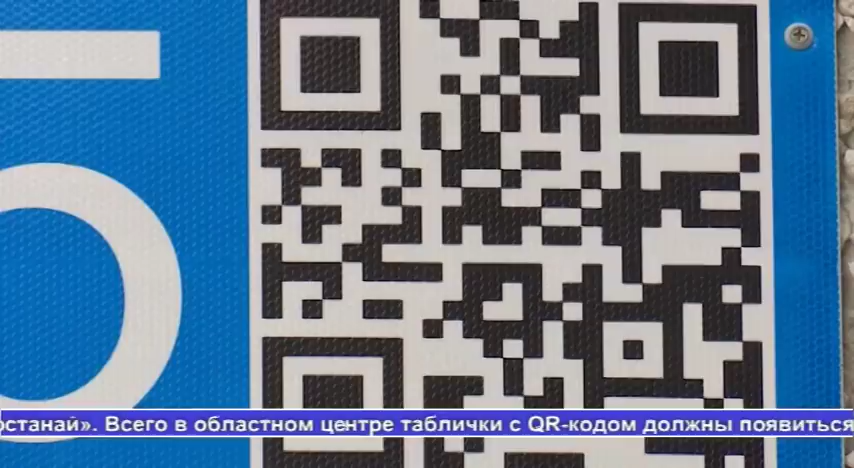 останай». Всего в областном центре таблички с QR-кодом должны появиться